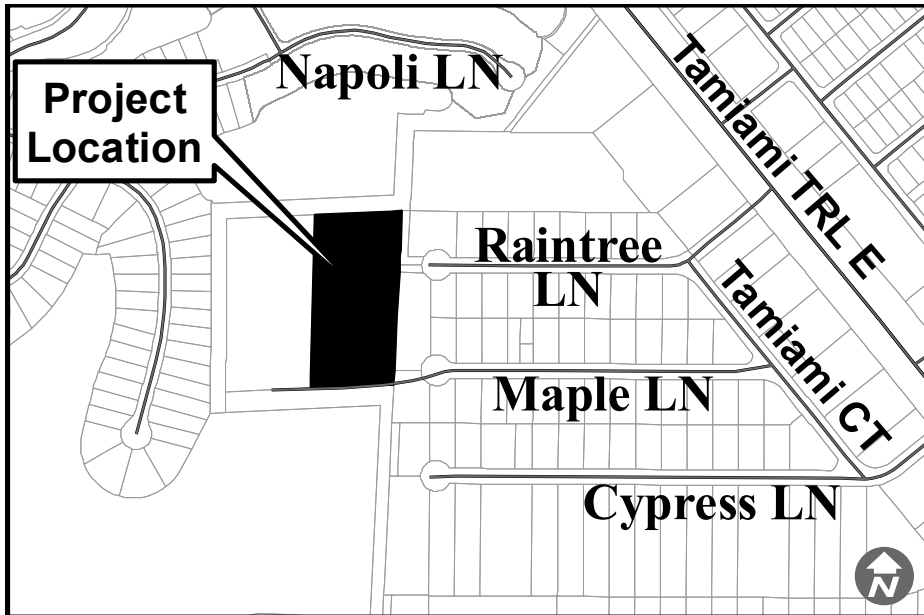 Napoli LN
Project
Location
Tamiami TRL E
Raintree
LN
Tamiami CT
Maple LN
Cypress LN
N